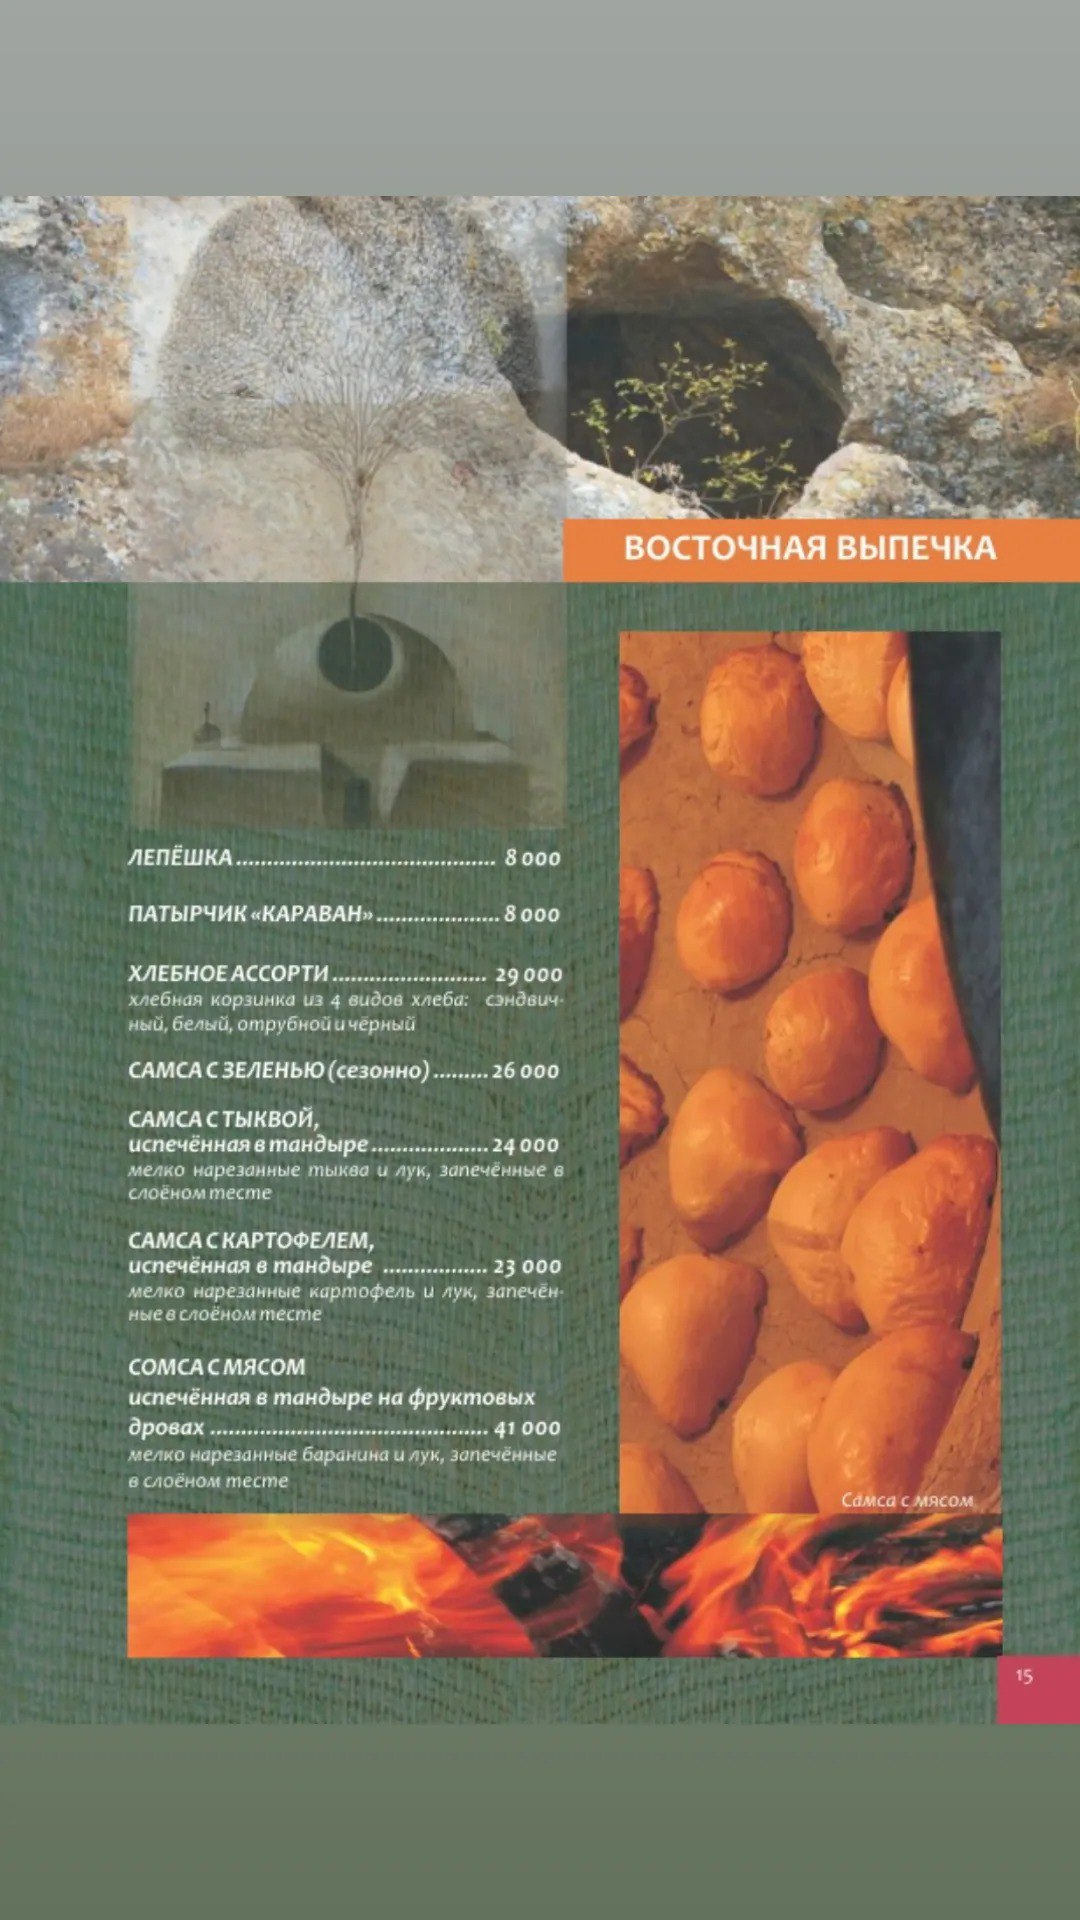 ВОСТОЧНАЯ ВЫПЕЧКА
ЛЕПЁШКА.......................................... 8 000
ПАТЫРЧИК «КАРАВАН».................... 8 000
ХЛЕБНОЕ АССОРТИ......................... 29 000
хлебная корзинка из 4 видов хлеба: сэндвич-
ный, белый, отрубной и чёрный
САМСА С ЗЕЛЕНЬЮ (сезонно)......... 26 000
САМСА С ТЫКВОЙ,
испечённая в тандыре................... 24 000
мелко нарезанные тыква и лук, запечённые в
слоёном тесте
САМСА С КАРТОФЕЛЕМ,
испечённая в тандыре ................. 23 000
мелко нарезанные картофель и лук, запечён-
ные в слоёном тесте
СОМСА С МЯСОМ
испечённая в тандыре на фруктовых
дровах ............................................. 41 000
мелко нарезанные баранина и лук, запечённые
в слоёном тесте
Самса с мясом
15